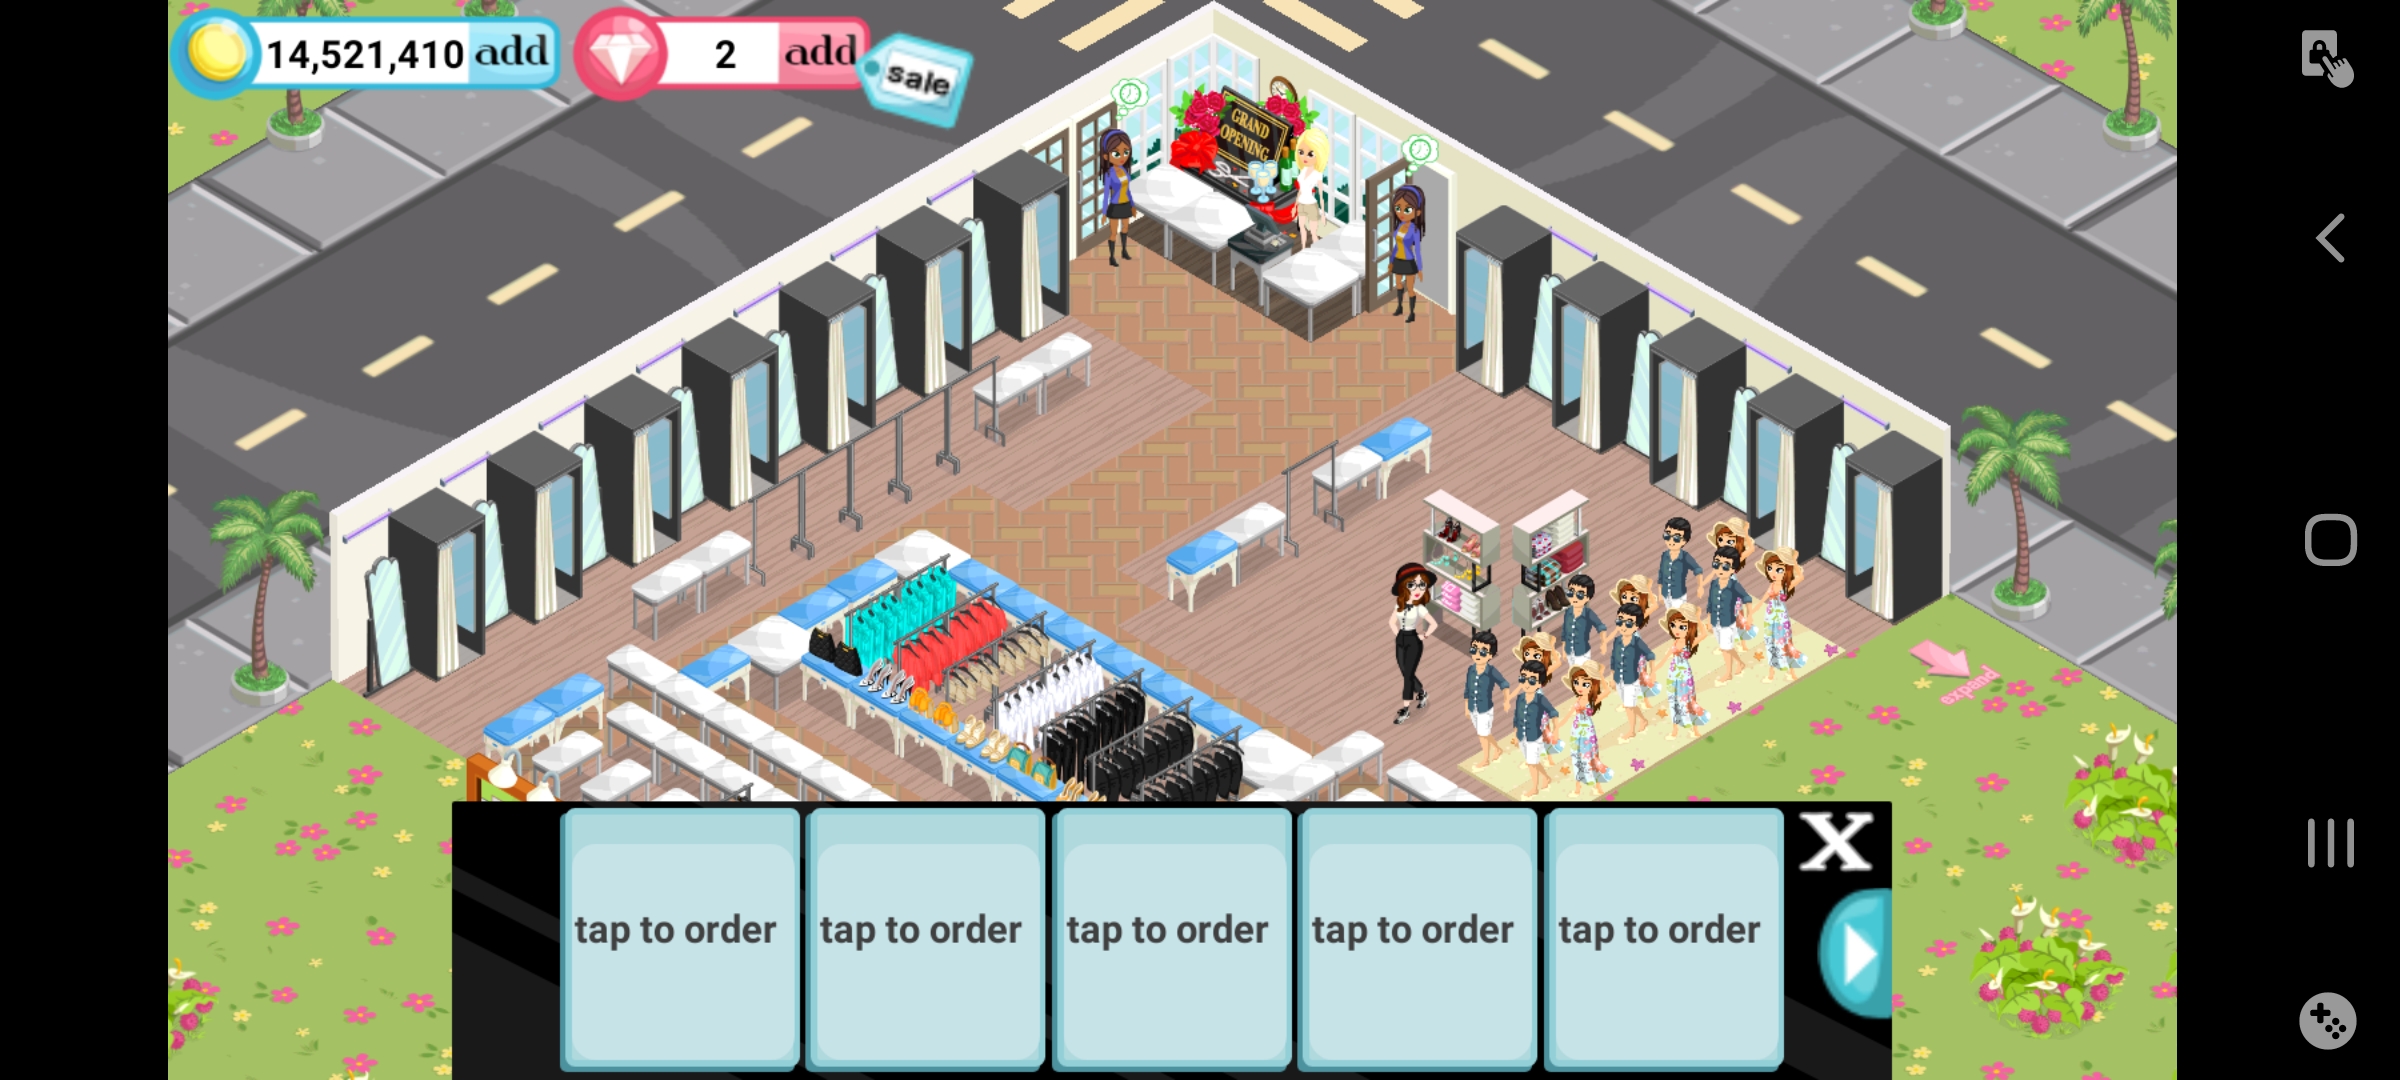 14,521,410 add
2 add
sale
GRAND
OPENING
expand
X
tap to order
tap to order
tap to order
tap to order
tap to order